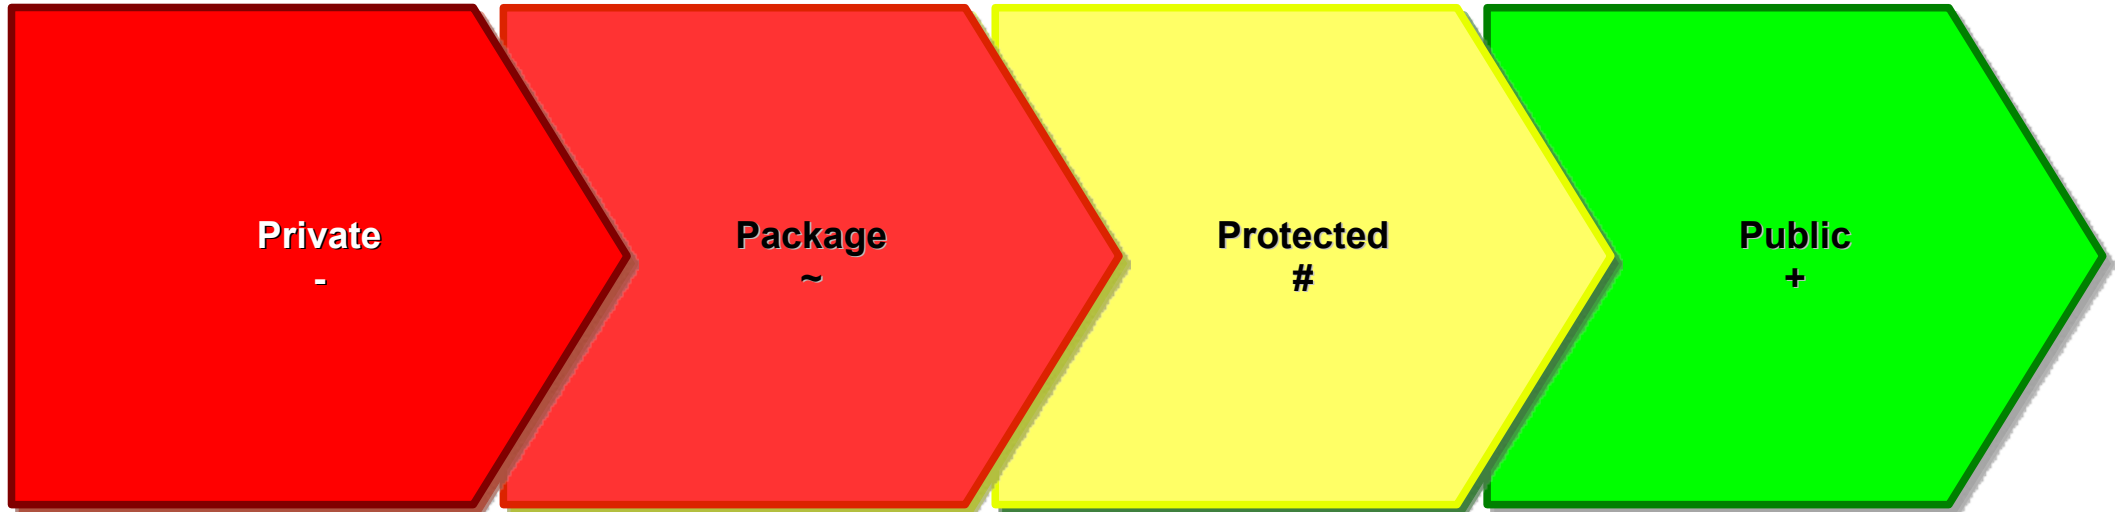 Private
-
Package
~
Protected
#
Public
+